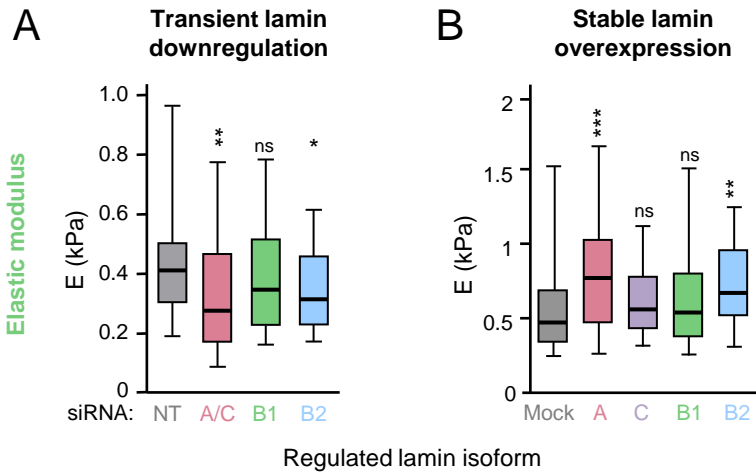 A
Transient lamin
downregulation
Elastic modulus
E (kPa)
1.0
0.8
0.6
0.4
0.2
0
**
ns
*
siRNA: NT A/C B1 B2
B
Stable lamin
overexpression
E (kPa)
2
1.5
1
0.5
0
***
ns
ns
**
Mock A C B1 B2
Regulated lamin isoform